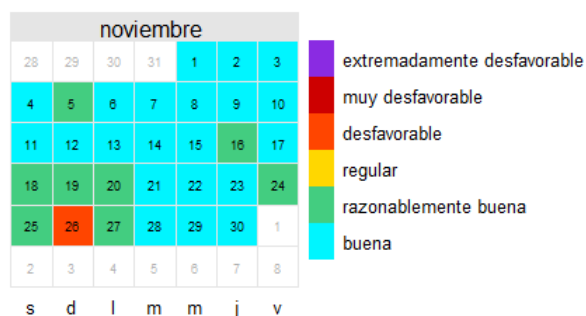 noviembre
28 29 30 31 1 2 3
4 5 6 7 8 9 10
11 12 13 14 15 16 17
18 19 20 21 22 23 24
25 26 27 28 29 30 1
2 3 4 5 6 7 8
s d l m m j v
extremadamente desfavorable
muy desfavorable
desfavorable
regular
razonablemente buena
buena